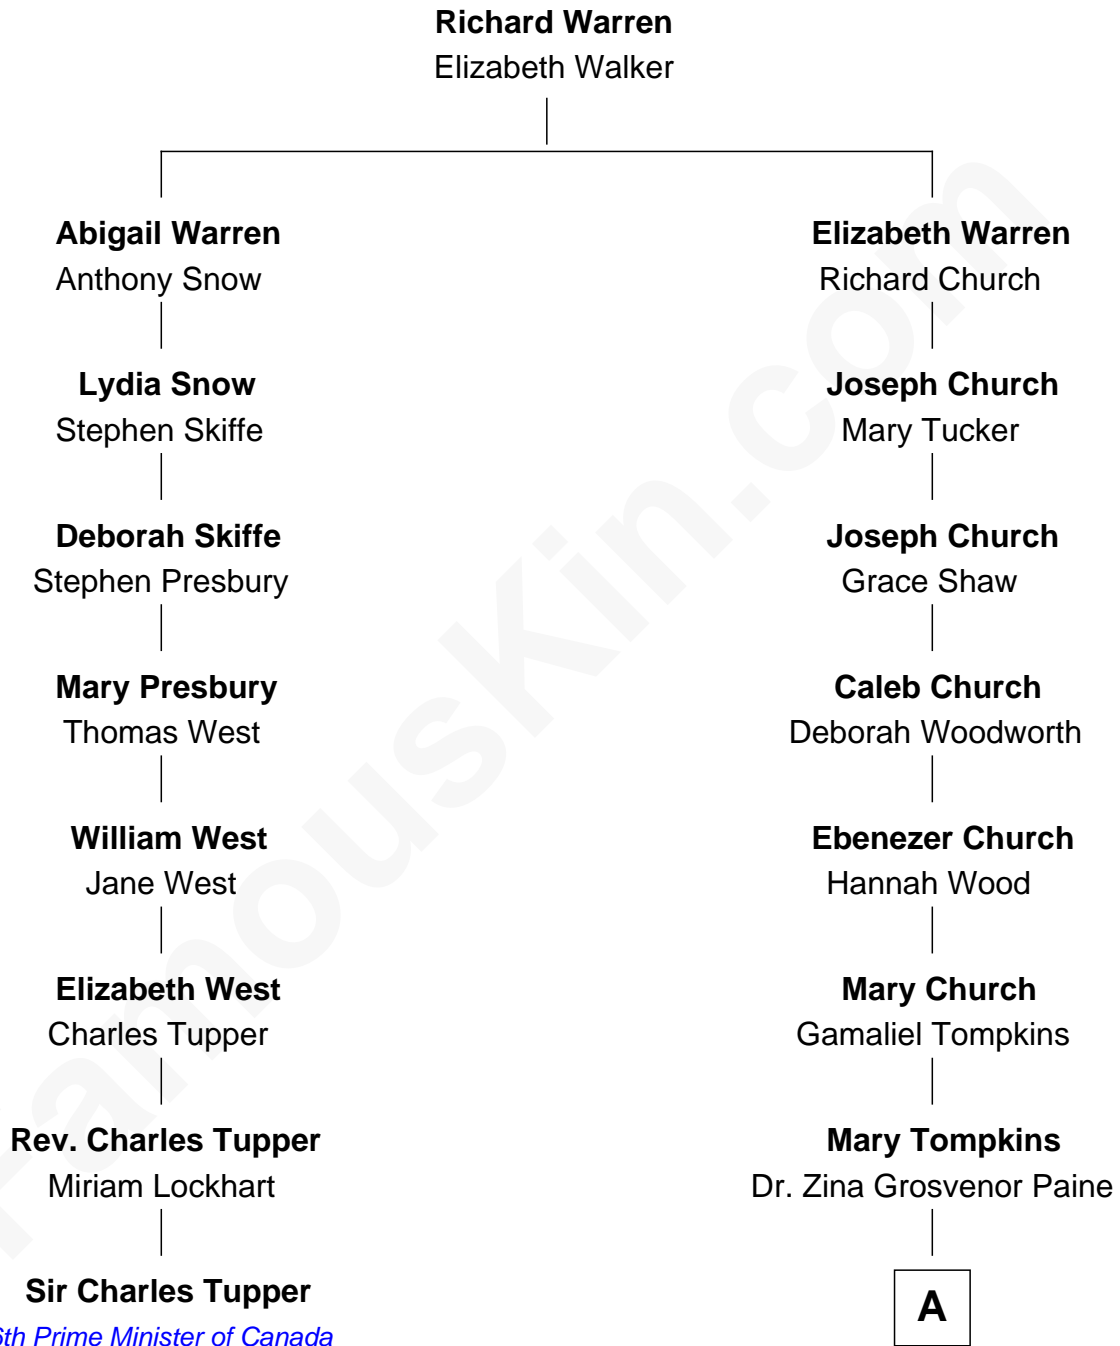 Richard Warren
Elizabeth Walker
Abigail Warren
Anthony Snow
Elizabeth Warren
Richard Church
Lydia Snow
Stephen Skiffe
Joseph Church
Mary Tucker
Deborah Skiffe
Stephen Presbury
Joseph Church
Grace Shaw
Mary Presbury
Thomas West
Caleb Church
Deborah Woodworth
William West
Jane West
Ebenezer Church
Hannah Wood
Elizabeth West
Charles Tupper
Mary Church
Gamaliel Tompkins
Rev. Charles Tupper
Miriam Lockhart
Mary Tompkins
Dr. Zina Grosvenor Paine
Sir Charles Tupper
6th Prime Minister of Canada
A
FamousKin.com